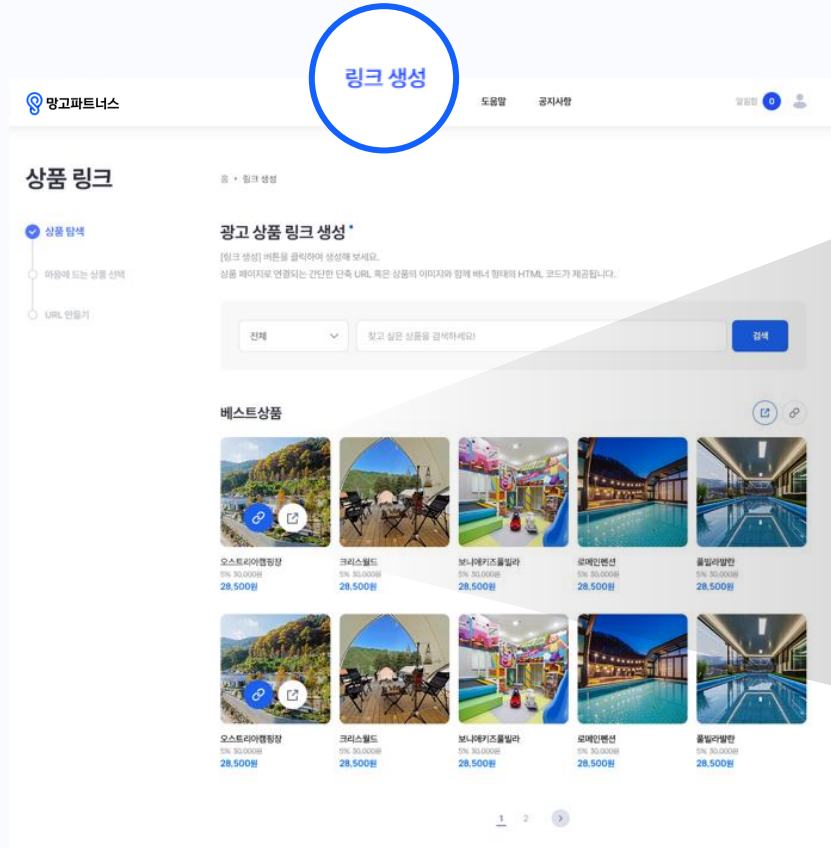 링크 생성
망고파트너스
도움말 공지사항
알림함 0
상품 링크
홈 • 링크 생성
상품 탐색
마음에 드는 상품 선택
URL 만들기
광고 상품 링크 생성
[링크 생성] 버튼을 클릭하여 생성해 보세요.
상품 페이지로 연결되는 간단한 단축 URL 혹은 상품의 이미지와 함께 배너 형태의 HTML 코드가 제공됩니다.
전체 찾고 싶은 상품을 검색하세요! 검색
베스트상품
오스트리아캠핑장 크리스월드 보니애키즈풀빌라 로메인펜션 풀빌라발란
5% 30,000원 5% 30,000원 5% 30,000원 5% 30,000원 5% 30,000원
28,500원 28,500원 28,500원 28,500원 28,500원
오스트리아캠핑장 크리스월드 보니애키즈풀빌라 로메인펜션 풀빌라발란
5% 30,000원 5% 30,000원 5% 30,000원 5% 30,000원 5% 30,000원
28,500원 28,500원 28,500원 28,500원 28,500원
1 2